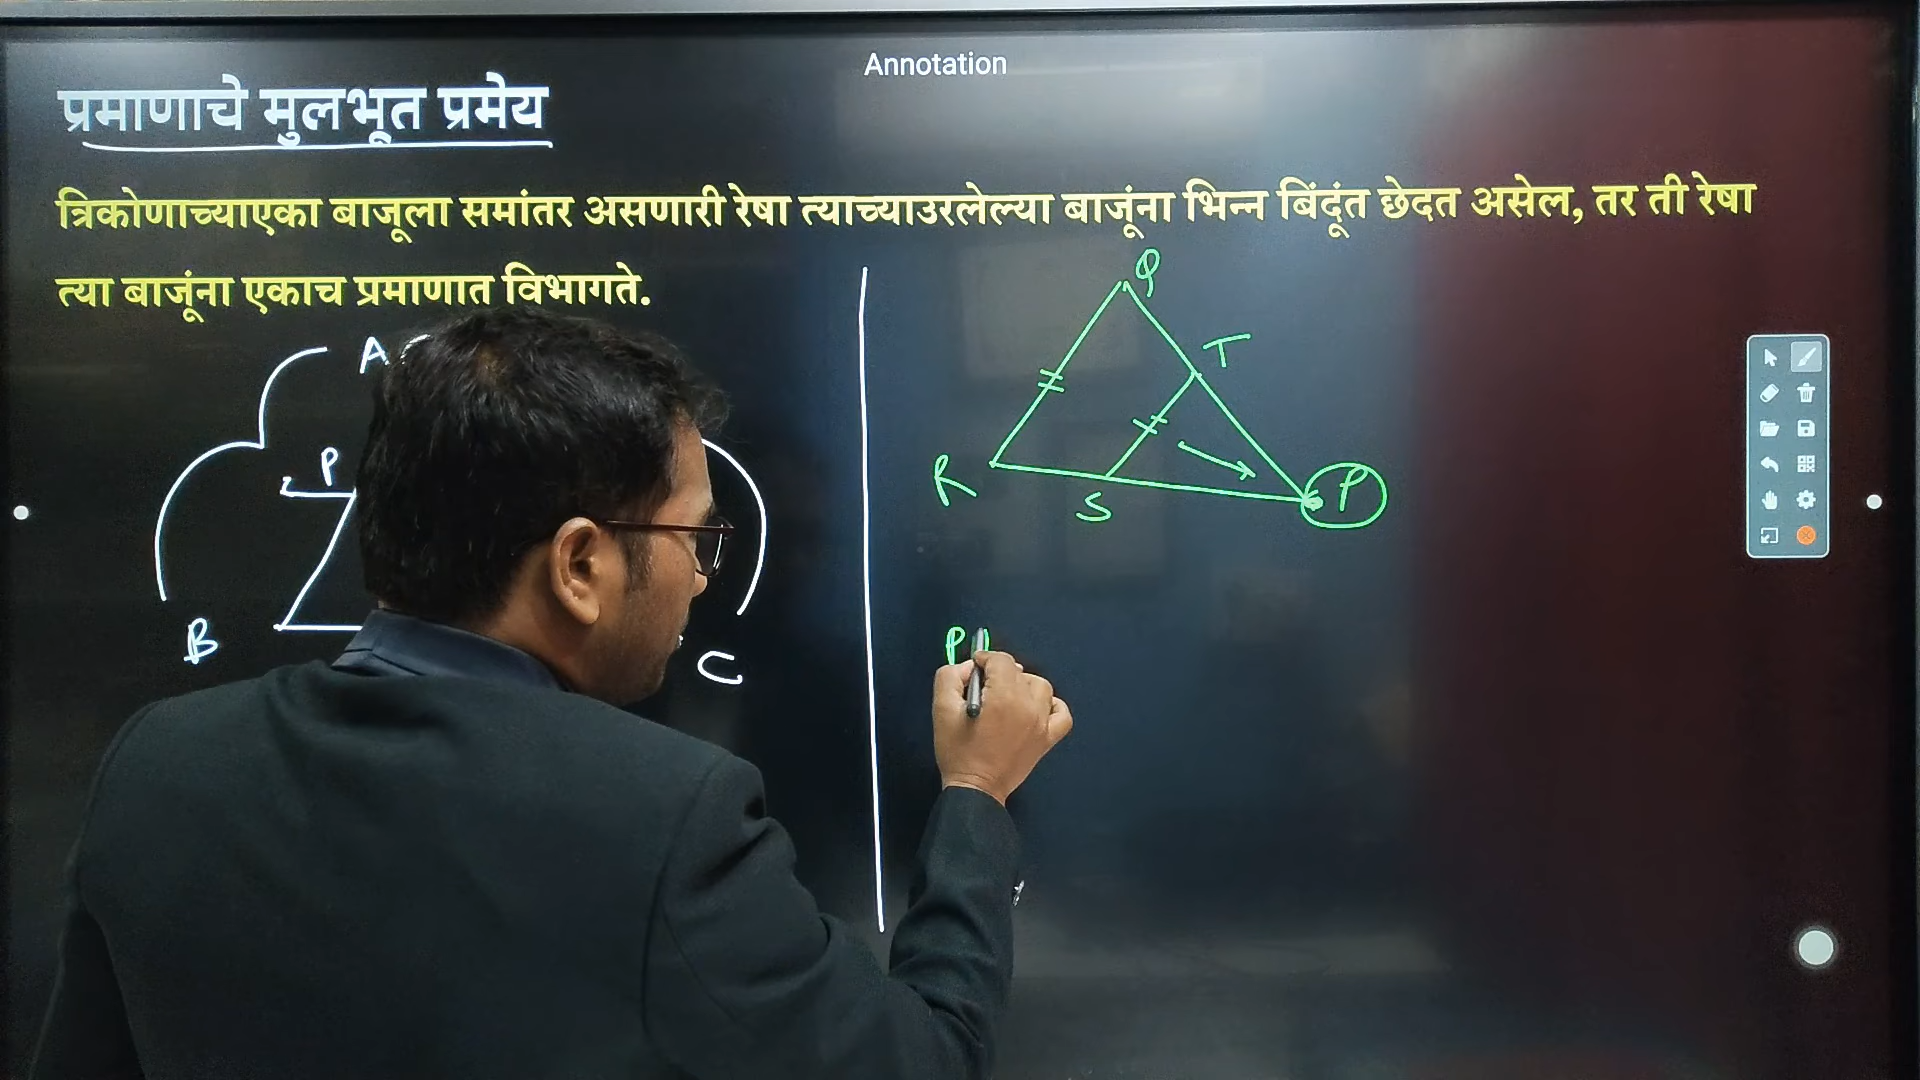 Annotation
प्रमाणाचे मुलभूत प्रमेय
त्रिकोणाच्याएका बाजूला समांतर असणारी रेषा त्याच्याउरलेल्या बाजूंना भिन्न बिंदूंत छेदत असेल, तर ती रेषा
त्या बाजूंना एकाच प्रमाणात विभागते.
A
P
B
C
Q
T
R
S
P
P